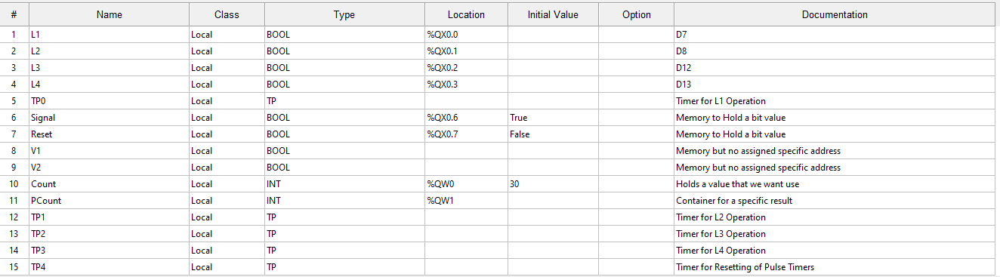 # Name Class Type Location Initial Value Option Documentation
1 L1 Local BOOL %QX0.0 D7
2 L2 Local BOOL %QX0.1 D8
3 L3 Local BOOL %QX0.2 D12
4 L4 Local BOOL %QX0.3 D13
5 TP0 Local TP Timer for L1 Operation
6 Signal Local BOOL %QX0.6 True Memory to Hold a bit value
7 Reset Local BOOL %QX0.7 False Memory to Hold a bit value
8 V1 Local BOOL Memory but no assigned specific address
9 V2 Local BOOL Memory but no assigned specific address
10 Count Local INT %QW0 30 Holds a value that we want use
11 PCount Local INT %QW1 Container for a specific result
12 TP1 Local TP Timer for L2 Operation
13 TP2 Local TP Timer for L3 Operation
14 TP3 Local TP Timer for L4 Operation
15 TP4 Local TP Timer for Resetting of Pulse Timers